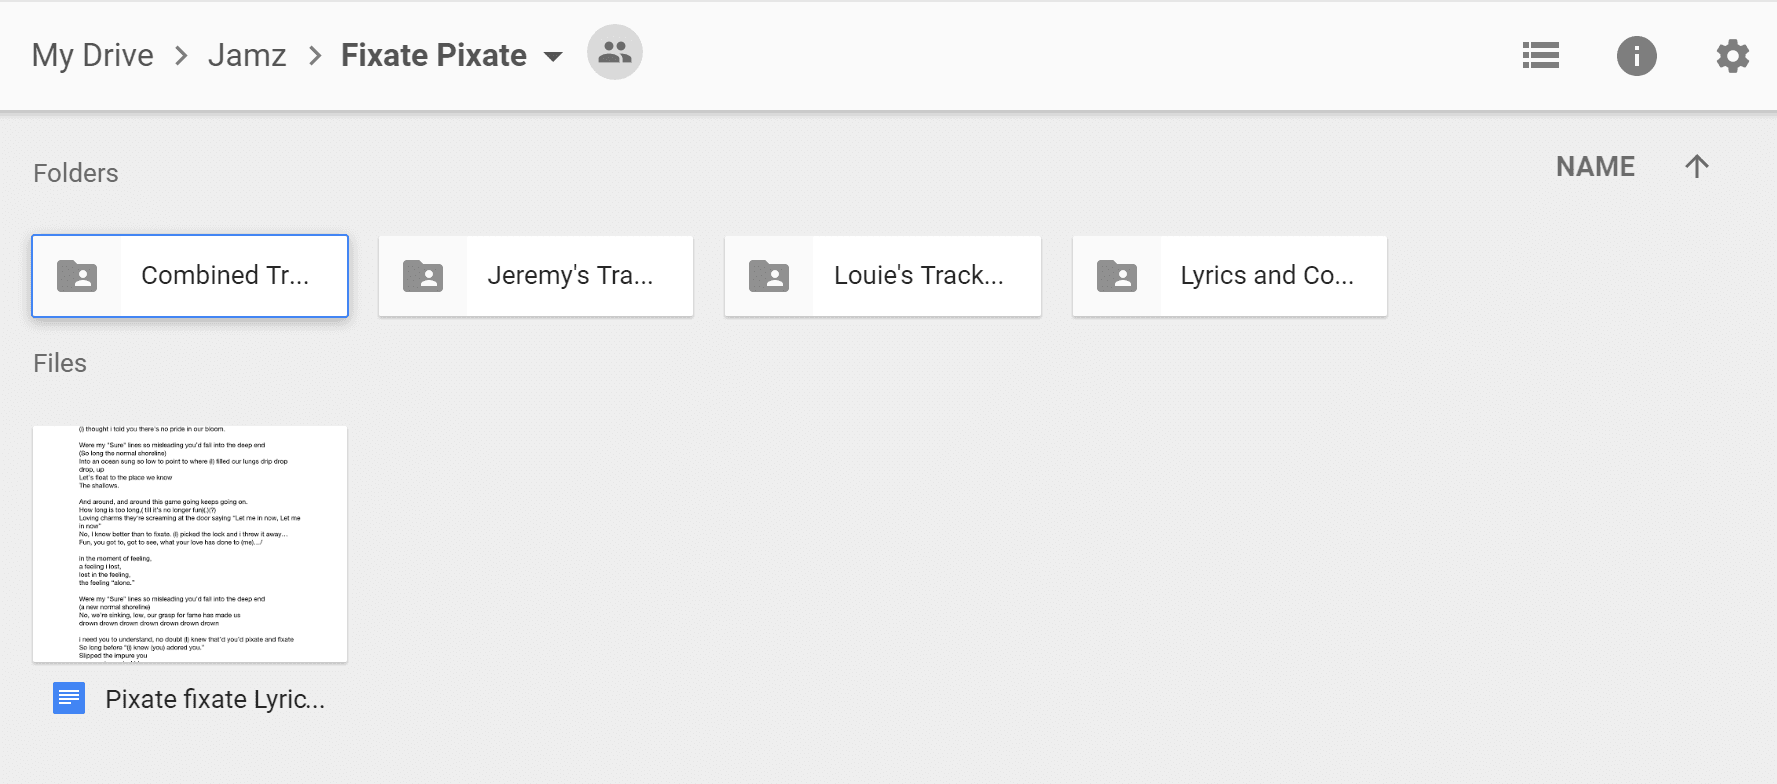 My Drive > Jamz > Fixate Pixate
Folders
NAME
Combined Tr...
Jeremy's Tra...
Louie's Track...
Lyrics and Co...
Files
(i) thought i told you there's no pride in our bloom.
Were my "Sure" lines so misleading you'd fall into the deep end
(So long the normal shoreline)
Into an ocean sung so low to point to where (i) filled our lungs drip drop
drop, up
Let's float to the place we know
The shallows.
And around, and around this game going keeps going on.
How long is too long,( till it's no longer fun)(.)(?)
Loving charms they're screaming at the door saying "Let me in now, Let me
in now"
No, I know better than to fixate. (i) picked the lock and i threw it away...
Fun, you got to, got to see, what your love has done to (me).../
in the moment of feeling,
a feeling i lost,
lost in the feeling,
the feeling "alone."
Were my "Sure" lines so misleading you'd fall into the deep end
(a new normal shoreline)
No, we're sinking, low, our grasp for fame has made us
drown drown drown drown drown drown drown
i need you to understand, no doubt (i) knew that'd you'd pixate and fixate
So long before "(i) knew (you) adored you."
Slipped the impure you
Pixate fixate Lyric...